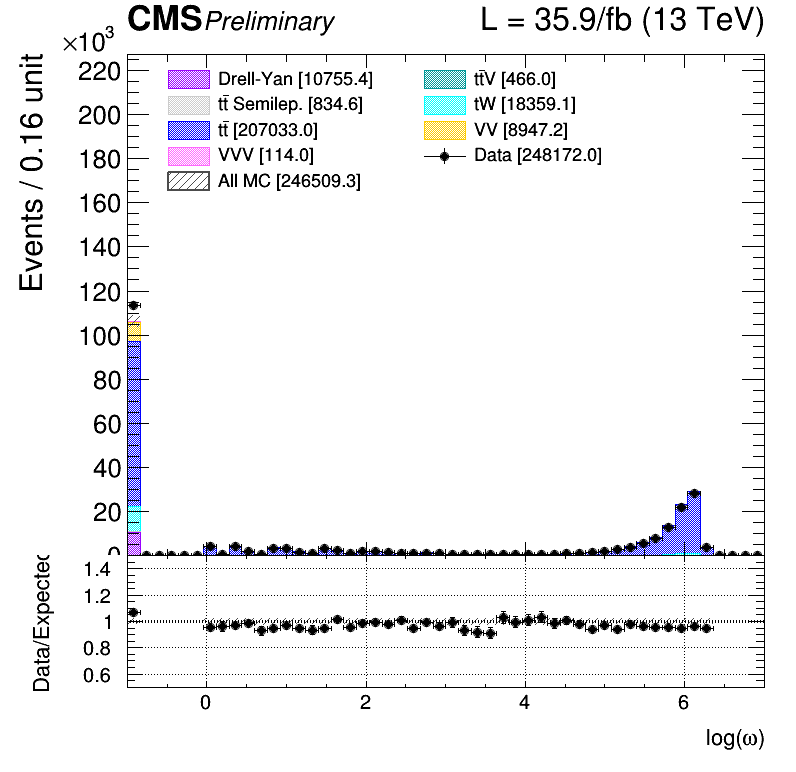 CMS Preliminary L = 35.9/fb (13 TeV)
×10³
Events / 0.16 unit
220
200
180
160
140
120
100
80
60
40
20
0
Drell-Yan [10755.4]
tt̄ Semilep. [834.6]
tt̄ [207033.0]
VVV [114.0]
All MC [246509.3]
tt̄V [466.0]
tW [18359.1]
VV [8947.2]
Data [248172.0]
Data/Expected
1.4
1.2
1
0.8
0.6
0 2 4 6
log(ω)